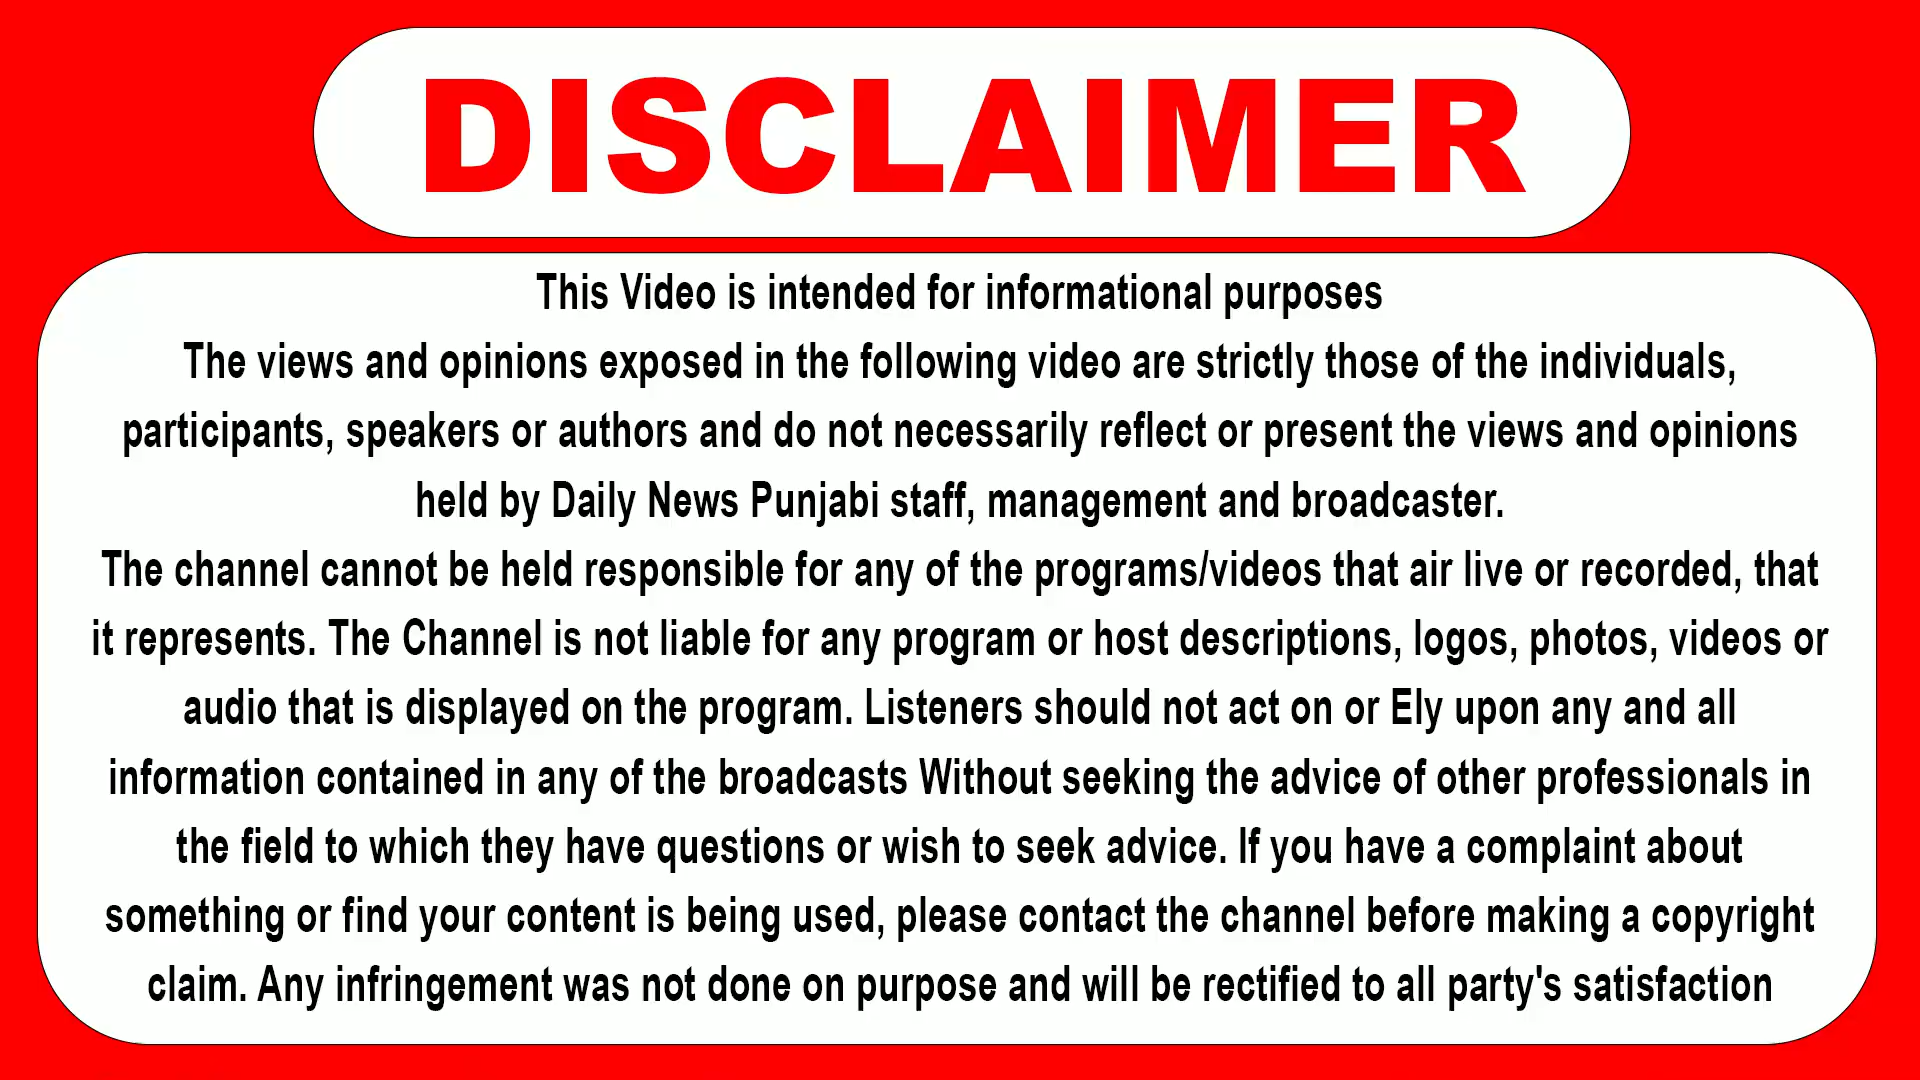 DISCLAIMER
This Video is intended for informational purposes
The views and opinions exposed in the following video are strictly those of the individuals,
participants, speakers or authors and do not necessarily reflect or present the views and opinions
held by Daily News Punjabi staff, management and broadcaster.
The channel cannot be held responsible for any of the programs/videos that air live or recorded, that
it represents. The Channel is not liable for any program or host descriptions, logos, photos, videos or
audio that is displayed on the program. Listeners should not act on or Ely upon any and all
information contained in any of the broadcasts Without seeking the advice of other professionals in
the field to which they have questions or wish to seek advice. If you have a complaint about
something or find your content is being used, please contact the channel before making a copyright
claim. Any infringement was not done on purpose and will be rectified to all party's satisfaction